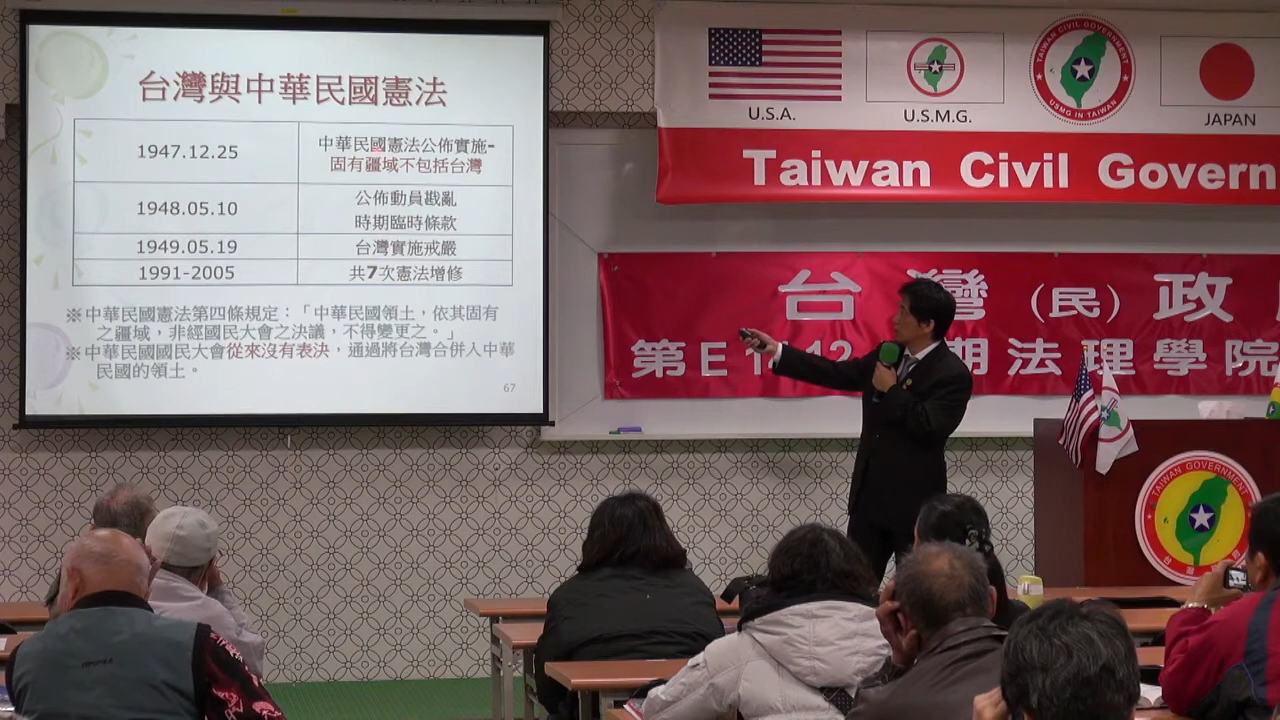 台灣與中華民國憲法
1947.12.25
中華民國憲法公佈實施-
固有疆域不包括台灣
1948.05.10
公佈動員戡亂
時期臨時條款
1949.05.19
台灣實施戒嚴
1991-2005
共7次憲法增修
※中華民國憲法第四條規定：「中華民國領土，依其固有
之疆域，非經國民大會之決議，不得變更之。」
※中華民國國民大會從來沒有表決，通過將台灣合併入中華
民國的領土。
67
U.S.A.
U.S.M.G.
TAIWAN CIVIL GOVERNMENT
USMG IN TAIWAN
JAPAN
Taiwan Civil Govern
台灣（民）政
第E 12 期法理學院
TAIWAN GOVERNMENT